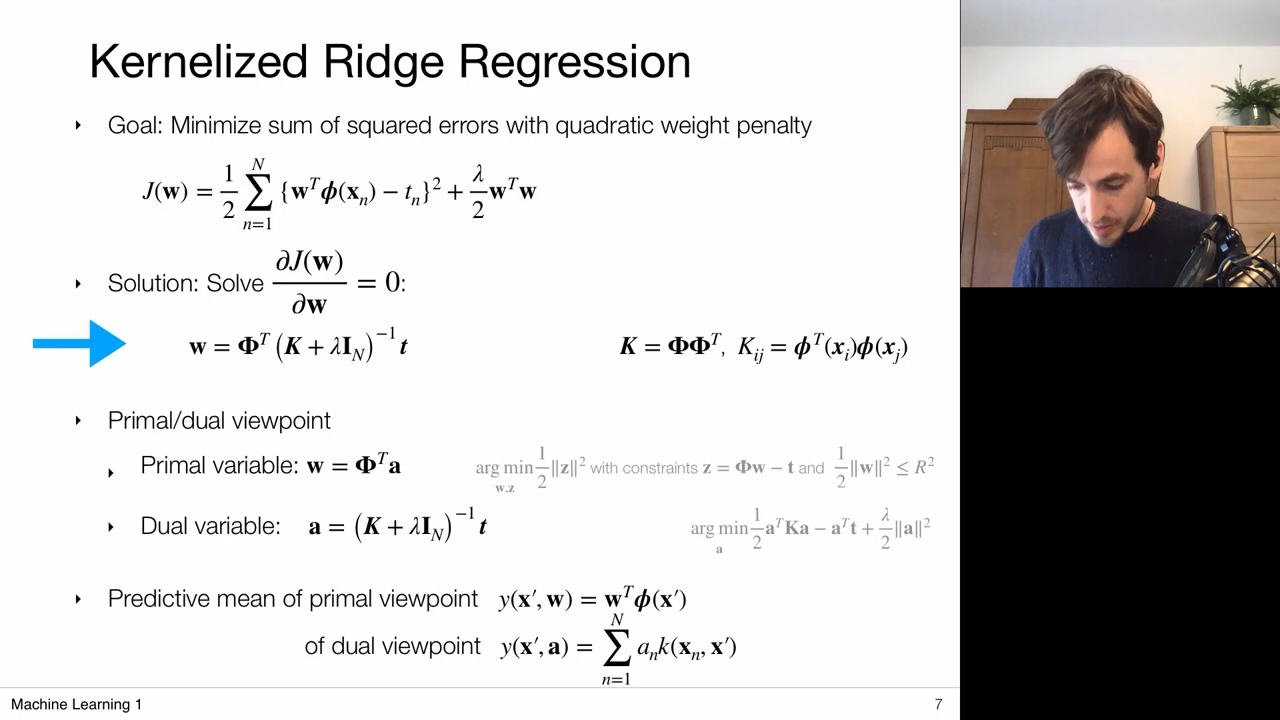 Kernelized Ridge Regression
‣ Goal: Minimize sum of squared errors with quadratic weight penalty
J(𝐰) = 1/2 ∑_{n=1}^{N} {𝐰^T 𝝓(𝐱_n) − t_n}^2 + λ/2 𝐰^T 𝐰
‣ Solution: Solve ∂J(𝐰)/∂𝐰 = 0:
𝐰 = 𝚽^T (𝑲 + λ𝐈_N)^{−1} 𝒕 𝑲 = 𝚽𝚽^T, K_{ij} = 𝝓^T(𝒙_i)𝝓(𝒙_j)
‣ Primal/dual viewpoint
‣ Primal variable: 𝐰 = 𝚽^T 𝐚 arg min_{𝐰,𝐳} 1/2 ‖𝐳‖^2 with constraints 𝐳 = 𝚽𝐰 − 𝐭 and 1/2 ‖𝐰‖^2 ≤ R^2
‣ Dual variable: 𝐚 = (𝑲 + λ𝐈_N)^{−1} 𝒕 arg min_{𝐚} 1/2 𝐚^T 𝐊𝐚 − 𝐚^T 𝐭 + λ/2 ‖𝐚‖^2
‣ Predictive mean of primal viewpoint y(𝐱′, 𝐰) = 𝐰^T 𝝓(𝐱′)
of dual viewpoint y(𝐱′, 𝐚) = ∑_{n=1}^{N} a_n k(𝐱_n, 𝐱′)
Machine Learning 1 7